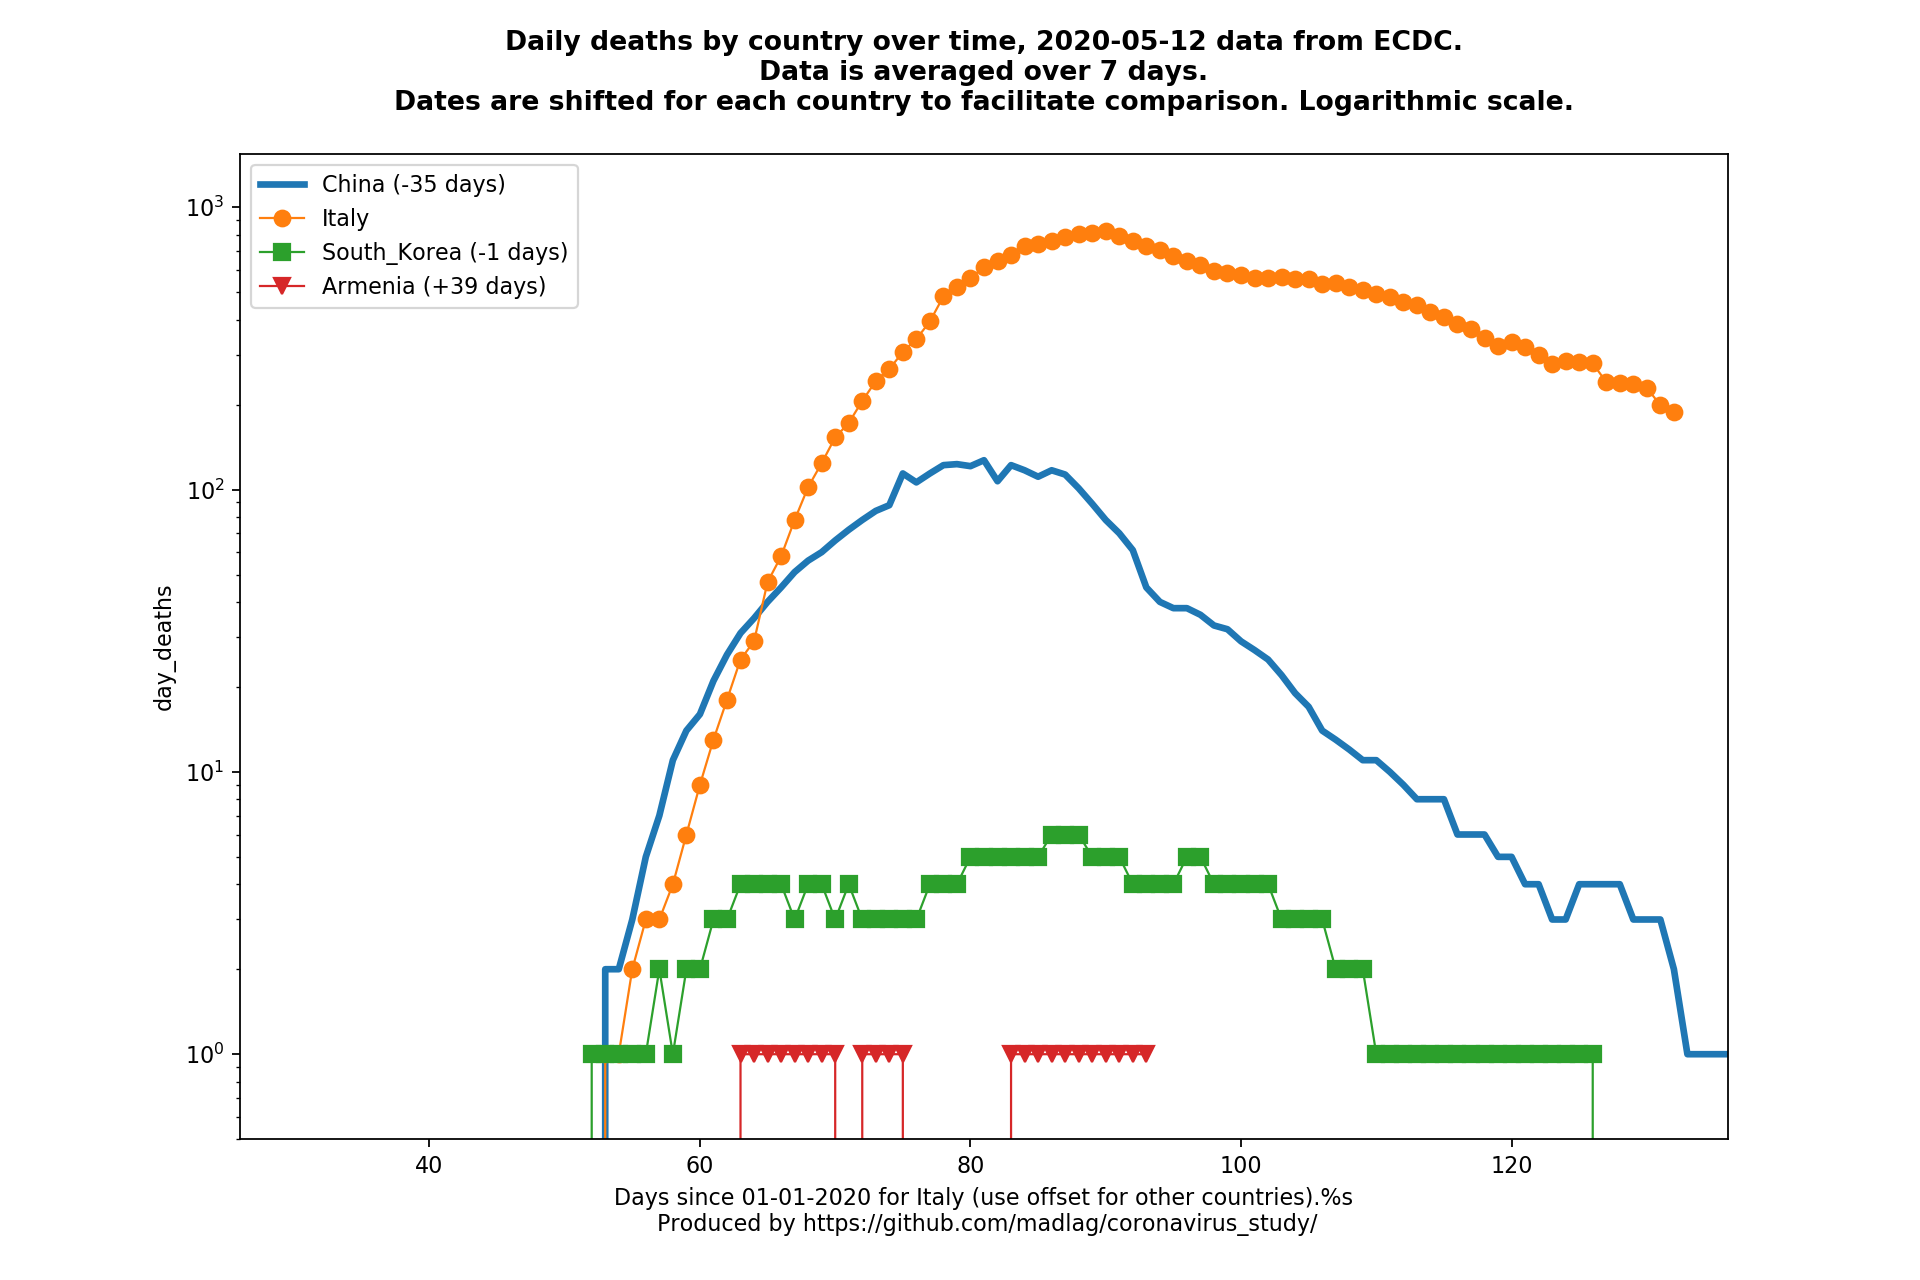 Daily deaths by country over time, 2020-05-12 data from ECDC.
Data is averaged over 7 days.
Dates are shifted for each country to facilitate comparison. Logarithmic scale.
China (-35 days)
Italy
South_Korea (-1 days)
Armenia (+39 days)
day_deaths
10³
10²
10¹
10⁰
40 60 80 100 120
Days since 01-01-2020 for Italy (use offset for other countries).%s
Produced by https://github.com/madlag/coronavirus_study/